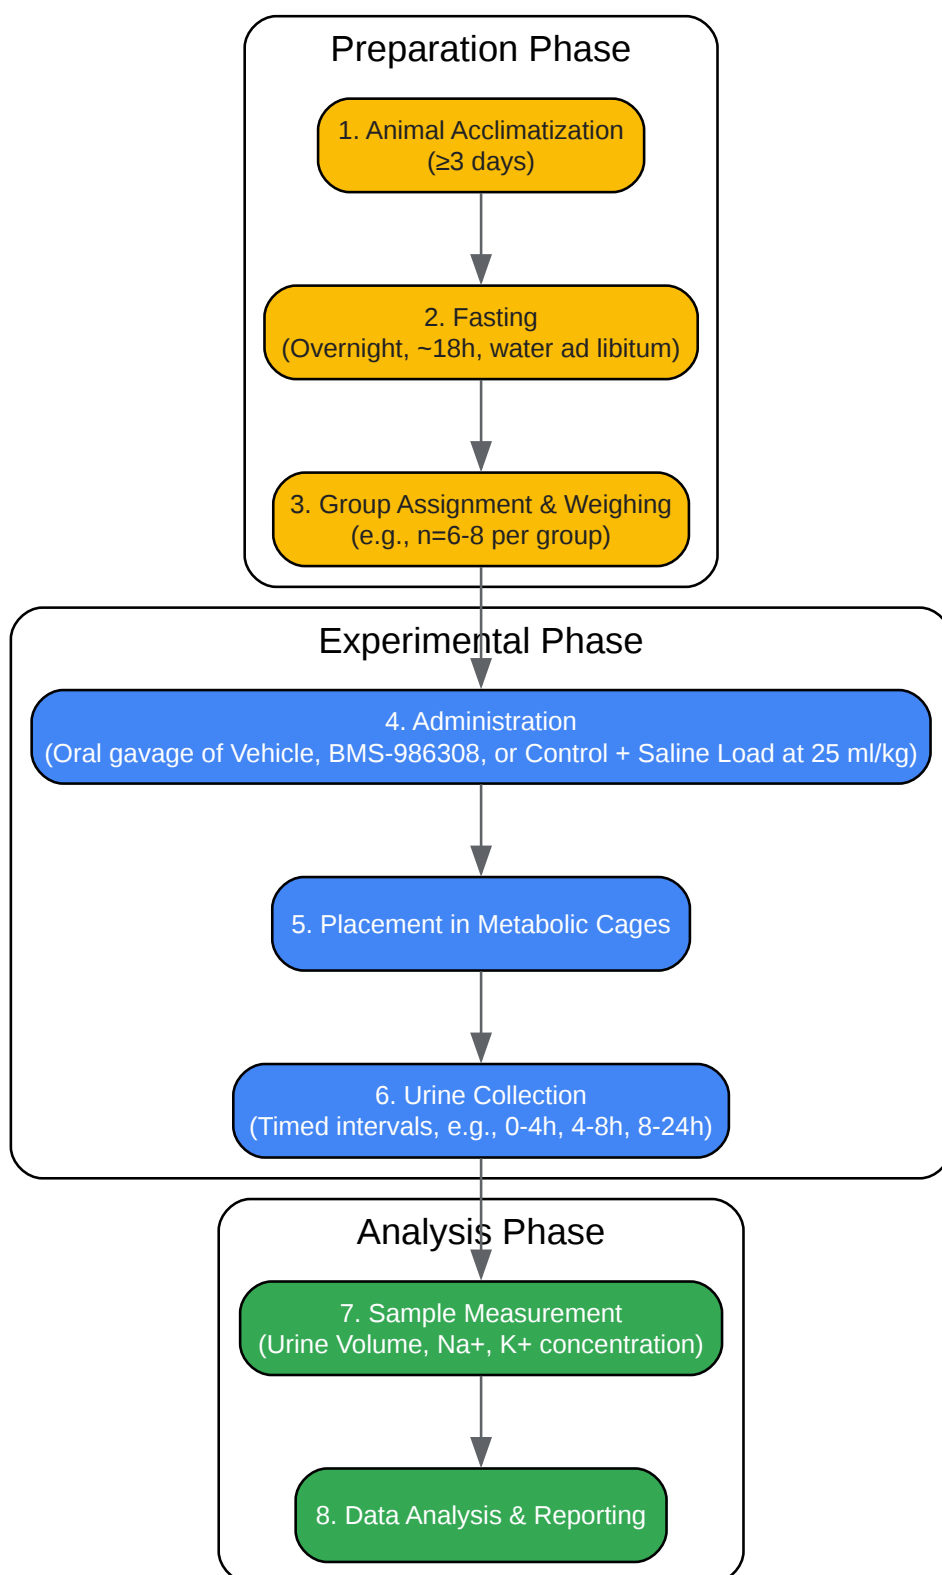 Preparation Phase
1. Animal Acclimatization
(≥3 days)
2. Fasting
(Overnight, ~18h, water ad libitum)
3. Group Assignment & Weighing
(e.g., n=6-8 per group)
Experimental Phase
4. Administration
(Oral gavage of Vehicle, BMS-986308, or Control + Saline Load at 25 ml/kg)
5. Placement in Metabolic Cages
6. Urine Collection
(Timed intervals, e.g., 0-4h, 4-8h, 8-24h)
Analysis Phase
7. Sample Measurement
(Urine Volume, Na+, K+ concentration)
8. Data Analysis & Reporting